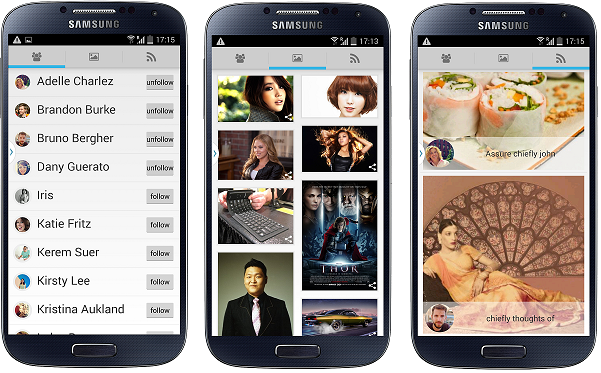 SAMSUNG
17:15
Adelle Charlez
unfollow
Brandon Burke
unfollow
Bruno Bergher
unfollow
Dany Guerato
unfollow
Iris
follow
Katie Fritz
follow
Kerem Suer
follow
Kirsty Lee
follow
Kristina Aukland
follow
SAMSUNG
17:13
THOR
SAMSUNG
17:15
Assure chiefly john
chiefly thoughts of